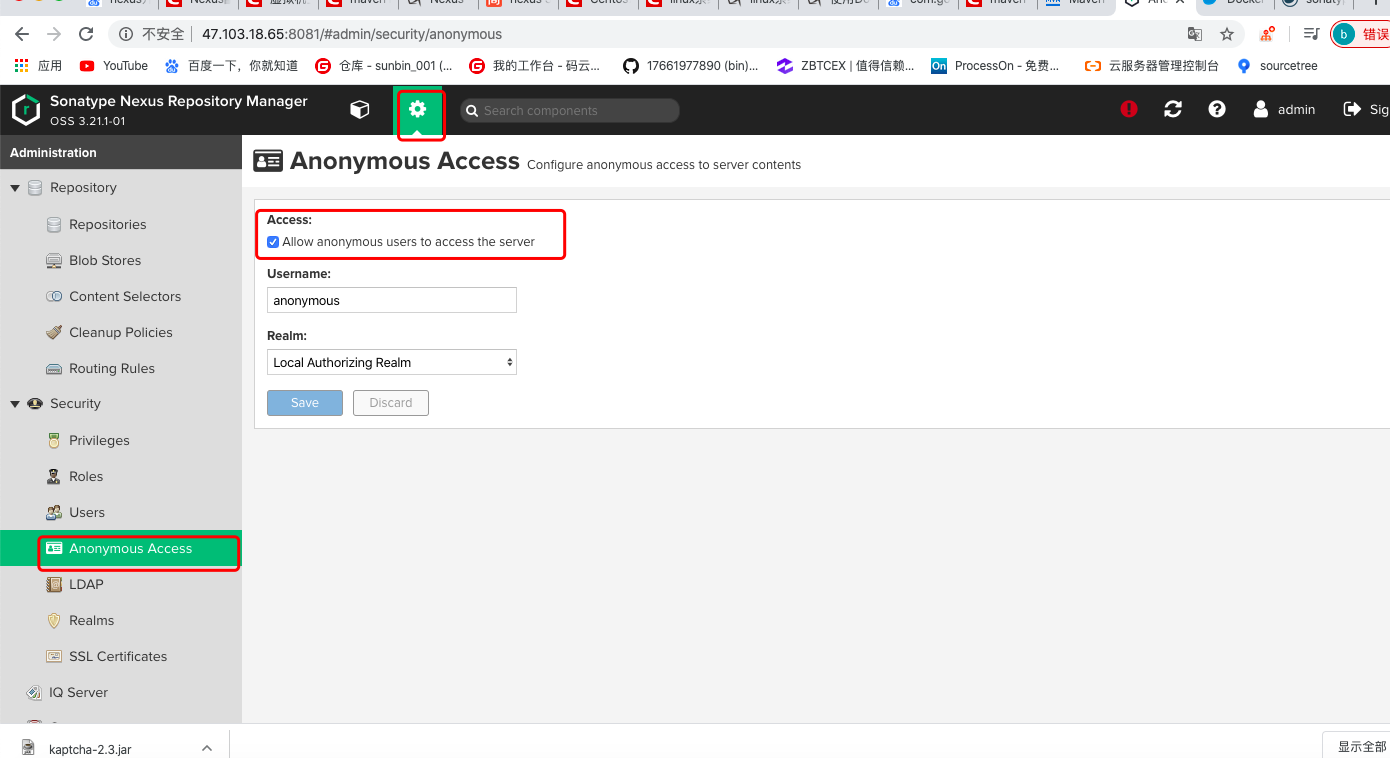 不安全 47.103.18.65:8081/#admin/security/anonymous
b 错误
应用 YouTube 百度一下，你就知道 仓库 - sunbin_001 (... 我的工作台 - 码云... 17661977890 (bin)... ZBTCEX | 值得信赖... On ProcessOn - 免费... 云服务器管理控制台 sourcetree
Sonatype Nexus Repository Manager
OSS 3.21.1-01
Search components
admin
Sig
Administration
Anonymous Access Configure anonymous access to server contents
Repository
Repositories
Blob Stores
Content Selectors
Cleanup Policies
Routing Rules
Security
Privileges
Roles
Users
Anonymous Access
LDAP
Realms
SSL Certificates
IQ Server
Access:
Allow anonymous users to access the server
Username:
anonymous
Realm:
Local Authorizing Realm
Save Discard
kaptcha-2.3.jar
显示全部